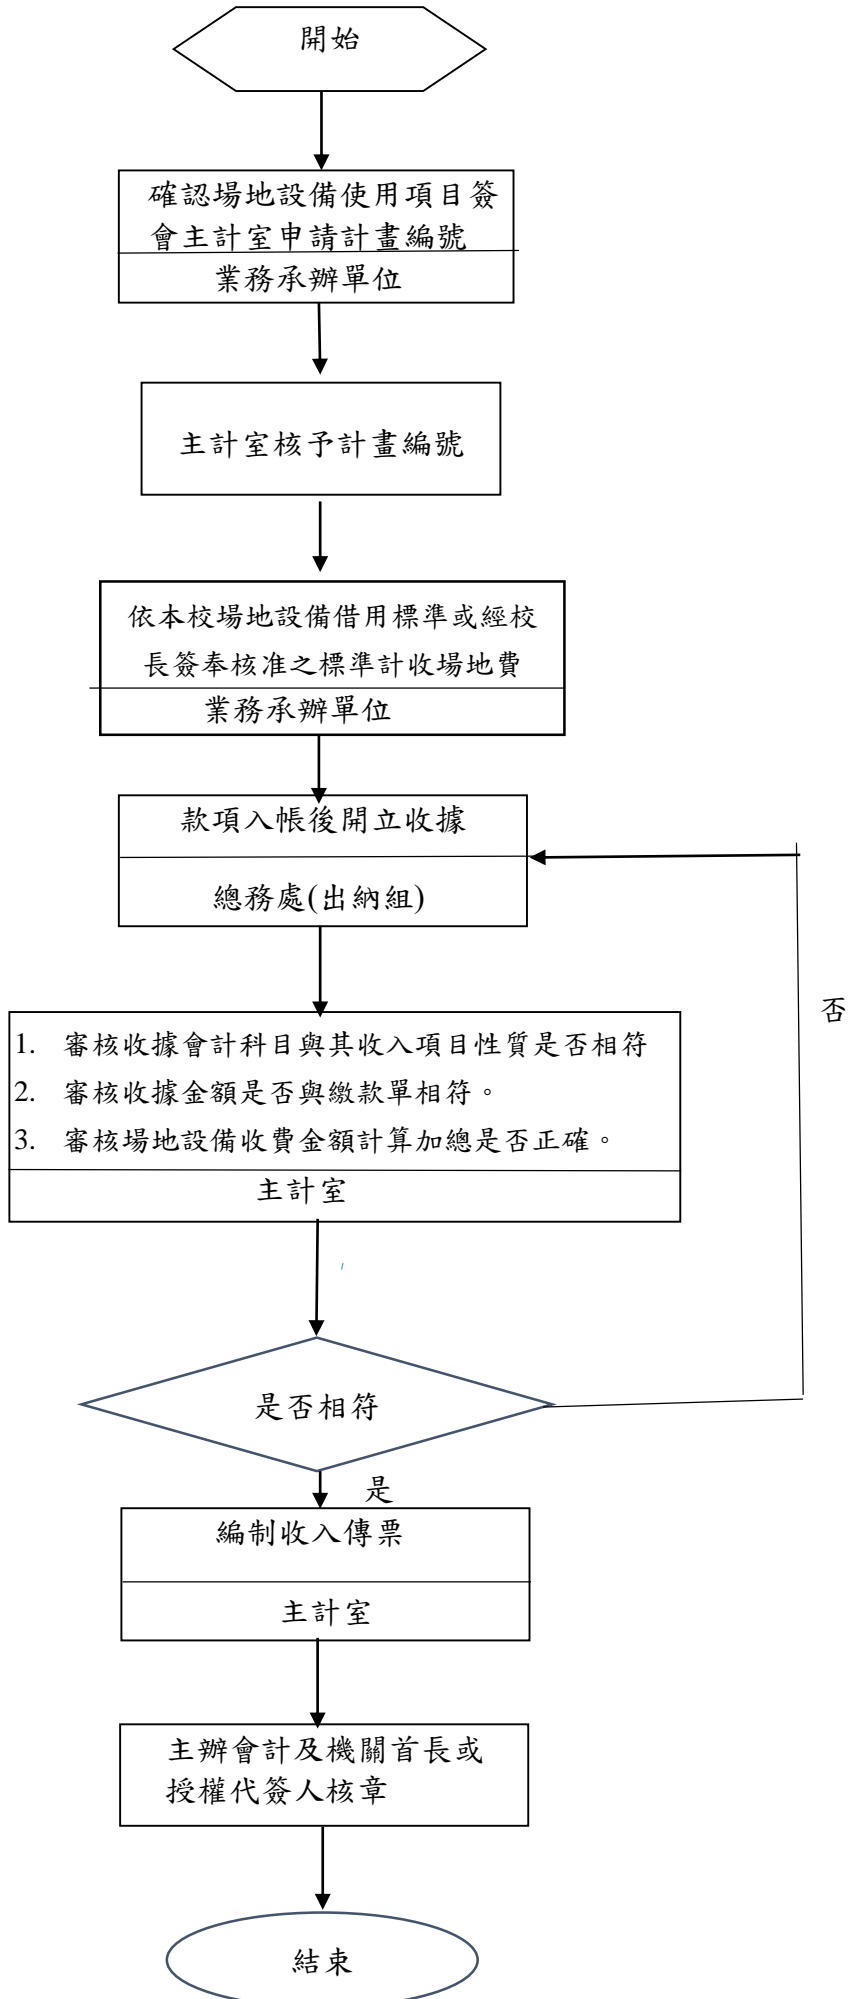 開始
確認場地設備使用項目簽
會主計室申請計畫編號
業務承辦單位
主計室核予計畫編號
依本校場地設備借用標準或經校
長簽奉核准之標準計收場地費
業務承辦單位
款項入帳後開立收據
總務處(出納組)
否
1. 審核收據會計科目與其收入項目性質是否相符
2. 審核收據金額是否與繳款單相符。
3. 審核場地設備收費金額計算加總是否正確。
主計室
是否相符
是
編制收入傳票
主計室
主辦會計及機關首長或
授權代簽人核章
結束